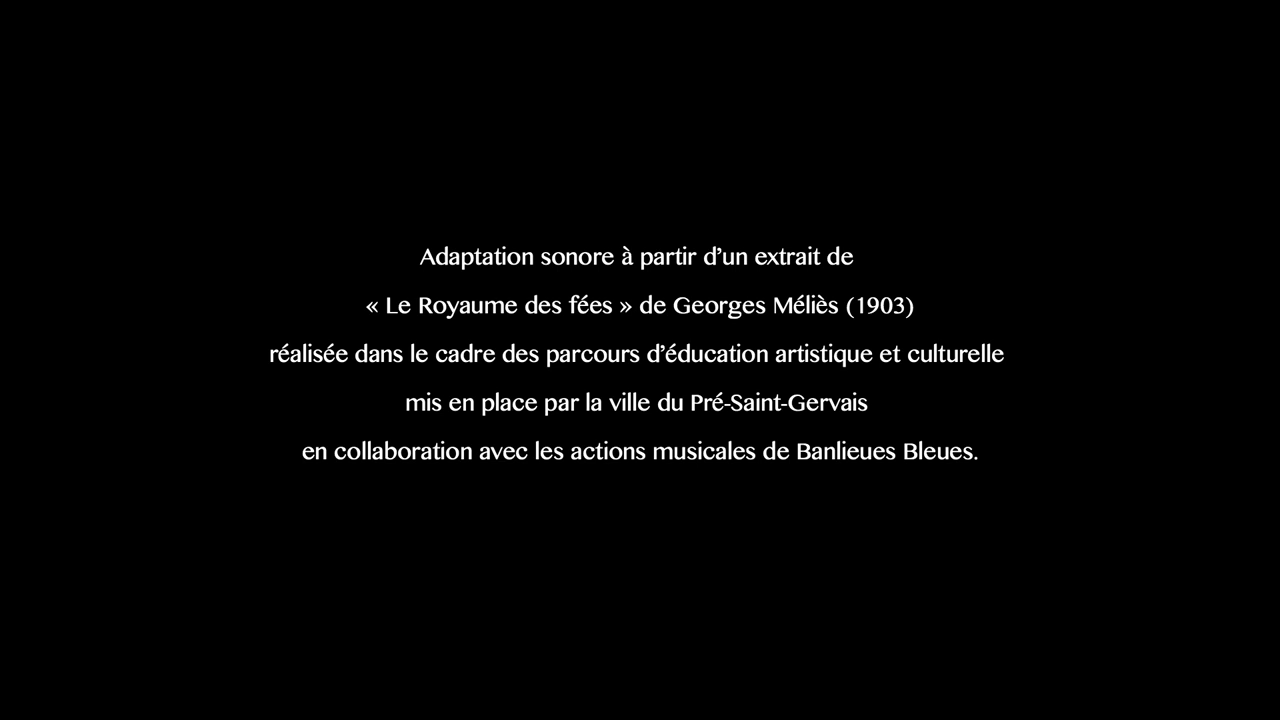 Adaptation sonore à partir d’un extrait de
« Le Royaume des fées » de Georges Méliès (1903)
réalisée dans le cadre des parcours d’éducation artistique et culturelle
mis en place par la ville du Pré-Saint-Gervais
en collaboration avec les actions musicales de Banlieues Bleues.